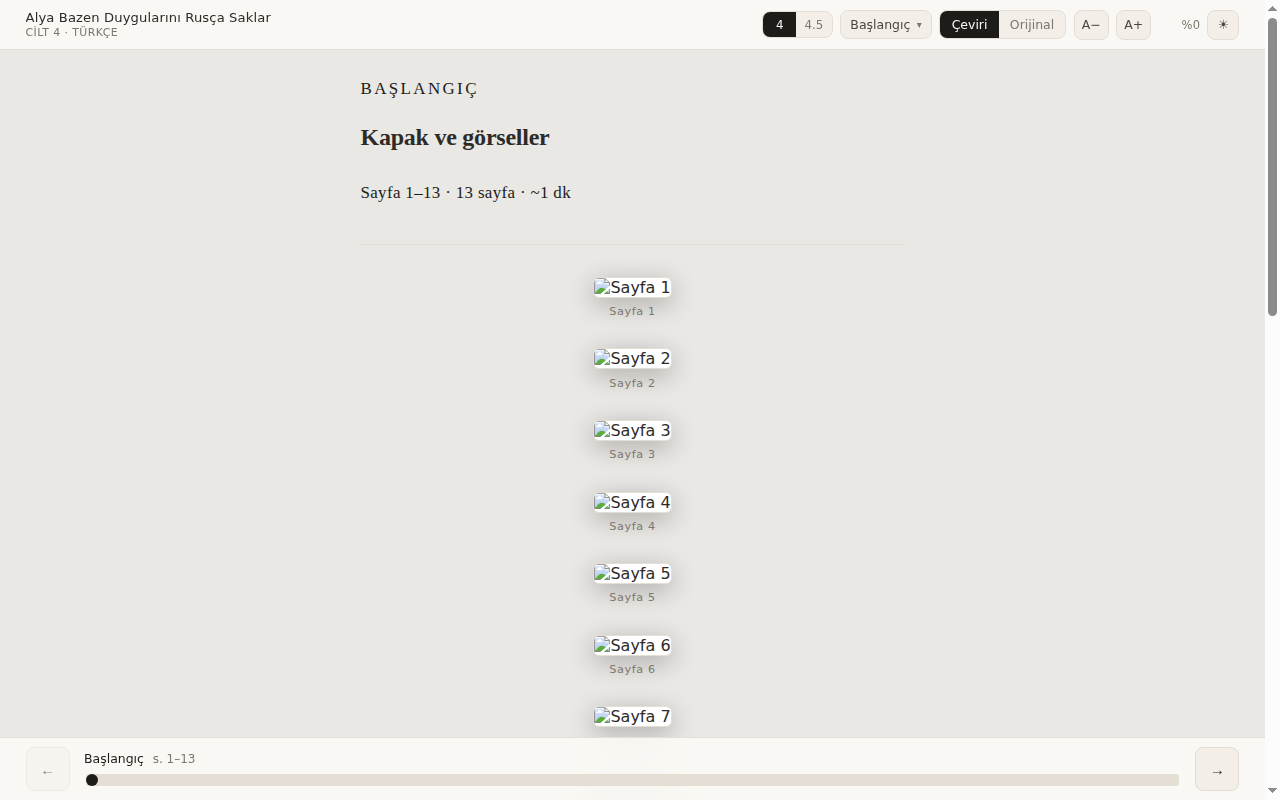 Alya Bazen Duygularını Rusça Saklar
CİLT 4 · TÜRKÇE
4 4.5 Başlangıç ▾ Çeviri Orijinal A− A+ %0 ☀
BAŞLANGIÇ
Kapak ve görseller
Sayfa 1–13 · 13 sayfa · ~1 dk
Sayfa 1
Sayfa 1
Sayfa 2
Sayfa 2
Sayfa 3
Sayfa 3
Sayfa 4
Sayfa 4
Sayfa 5
Sayfa 5
Sayfa 6
Sayfa 6
Sayfa 7
← Başlangıç s. 1–13 →